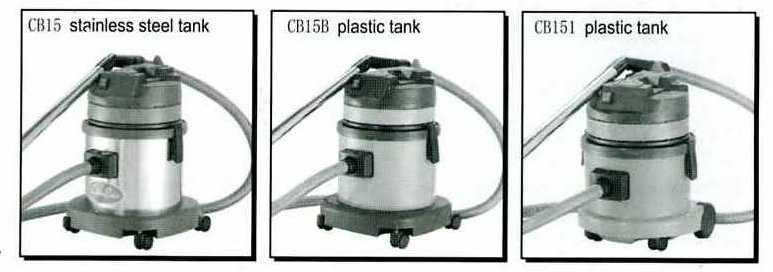 CB15 stainless steel tank
CB15B plastic tank
CB151 plastic tank